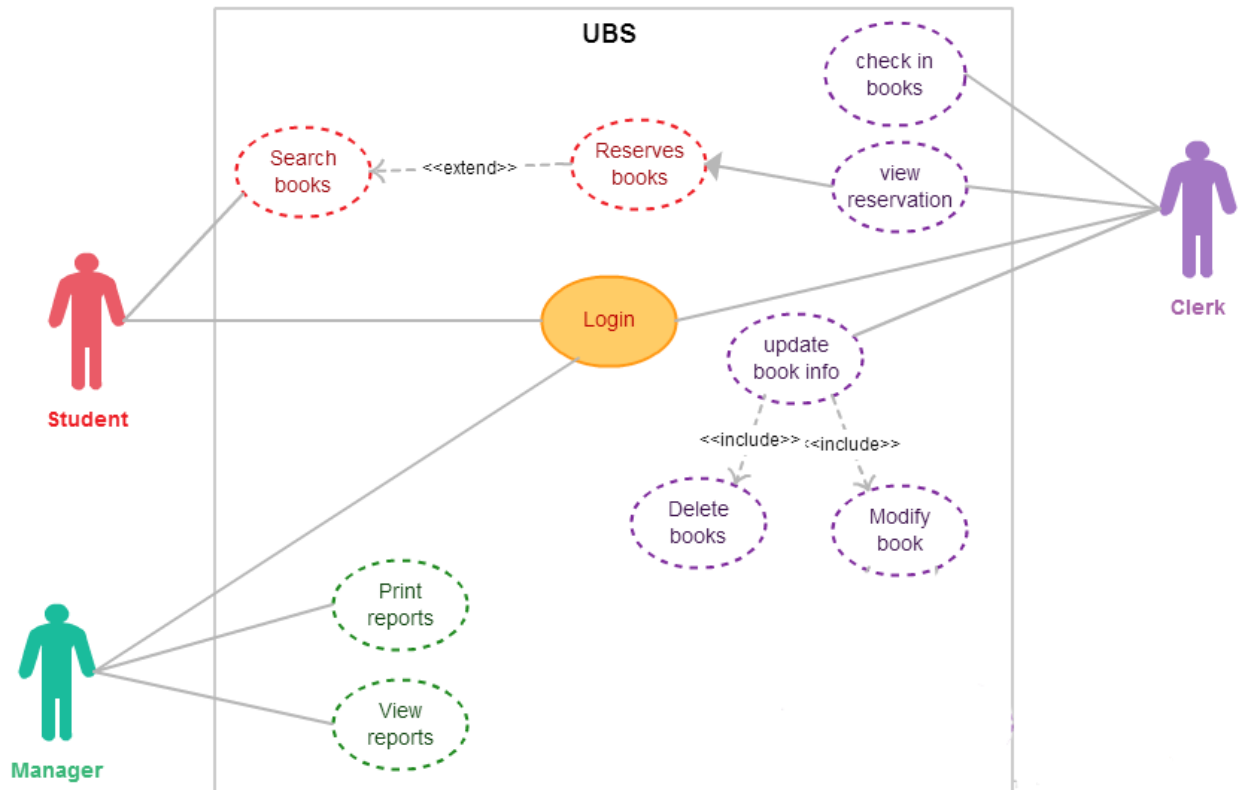 UBS
check in
books
Search
books
<<extend>>
Reserves
books
view
reservation
Clerk
Student
Login
update
book info
<<include>>
<<include>>
Delete
books
Modify
book
Print
reports
View
reports
Manager